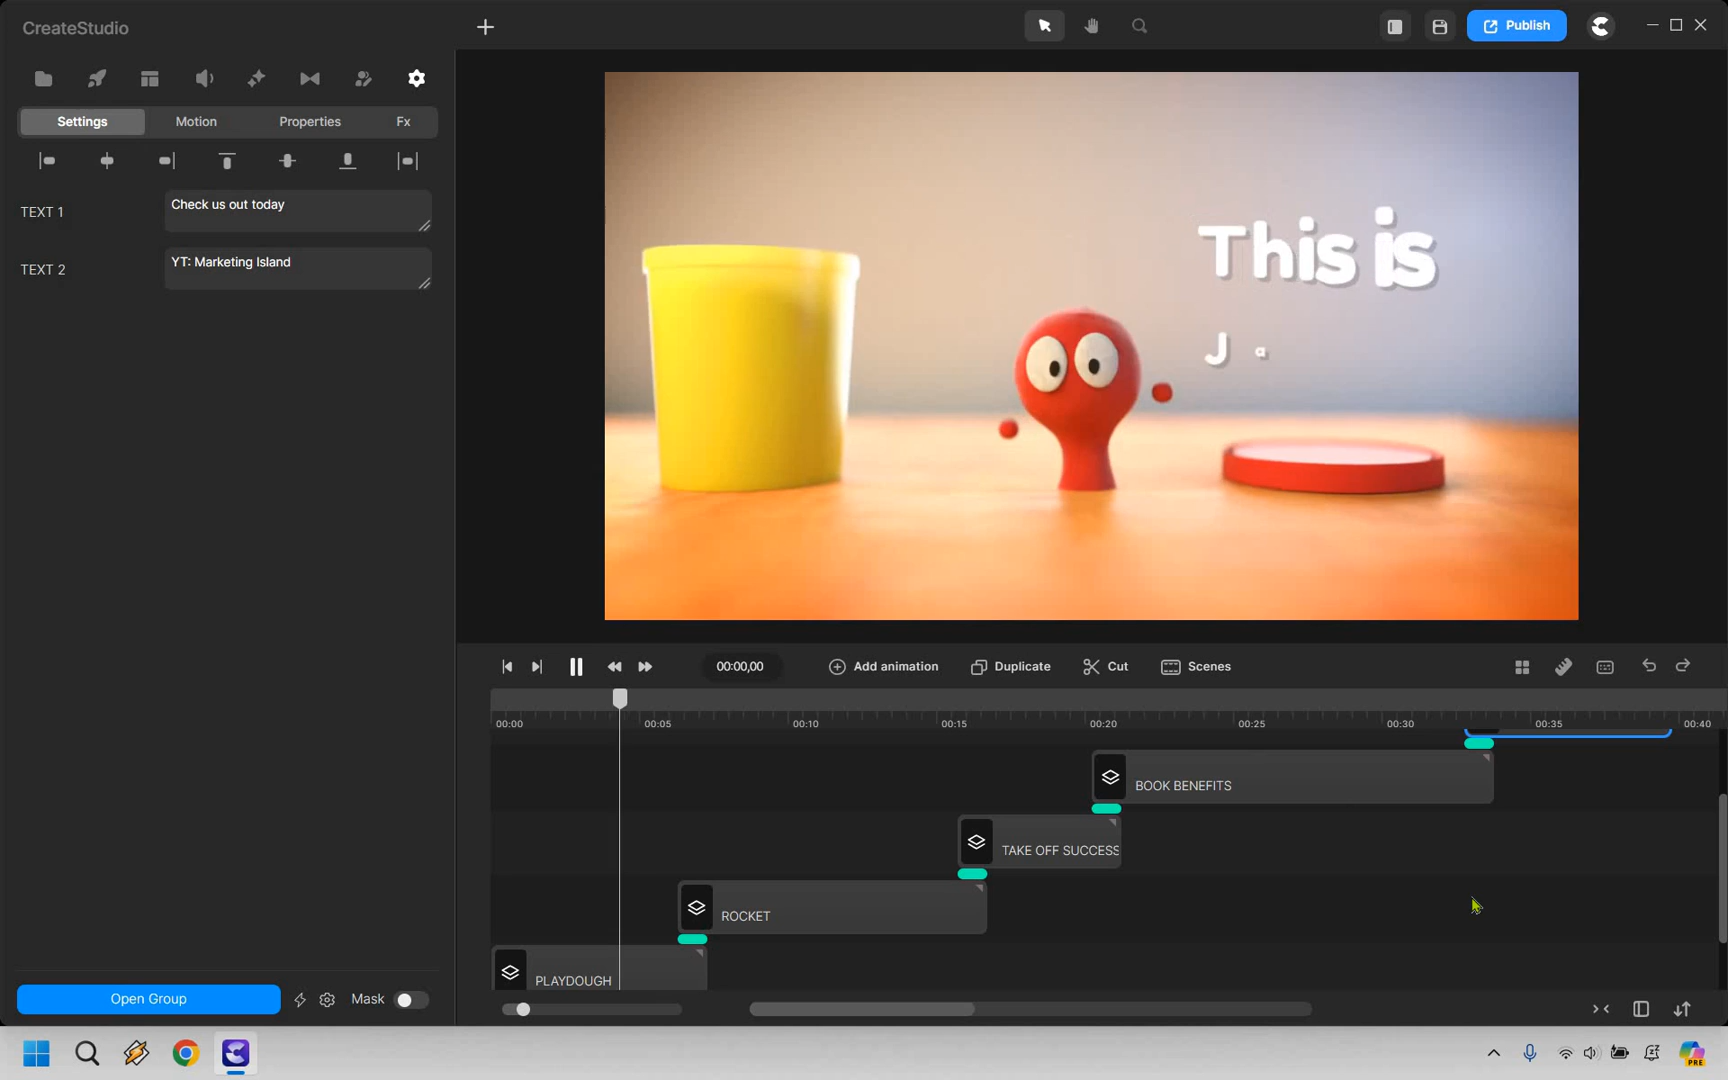 CreateStudio
Publish
Settings
Motion
Properties
Fx
TEXT 1
Check us out today
TEXT 2
YT: Marketing Island
This is
J a
00:00,00
Add animation
Duplicate
Cut
Scenes
00:00
00:05
00:10
00:15
00:20
00:25
00:30
00:35
00:40
BOOK BENEFITS
TAKE OFF SUCCESS
ROCKET
PLAYDOUGH
Open Group
Mask
PRE